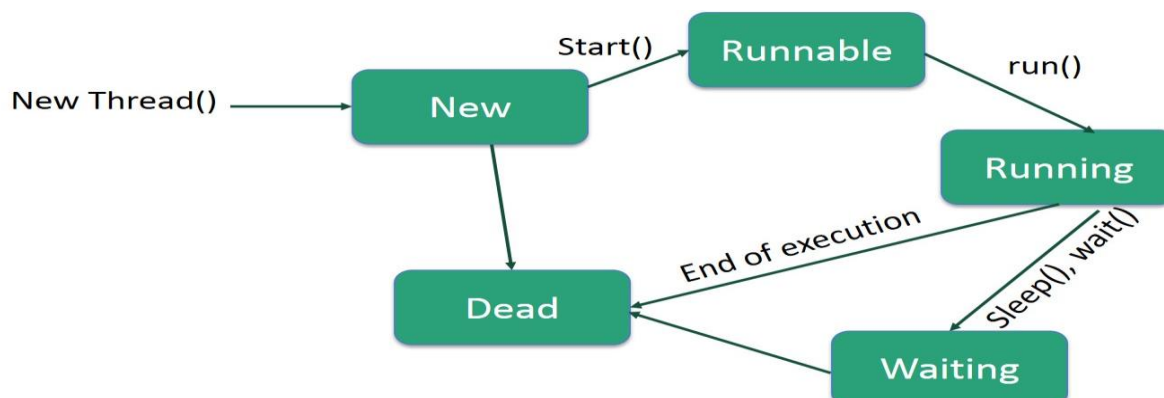 New Thread()
New
Start()
Runnable
run()
Running
End of execution
Sleep(), wait()
Dead
Waiting